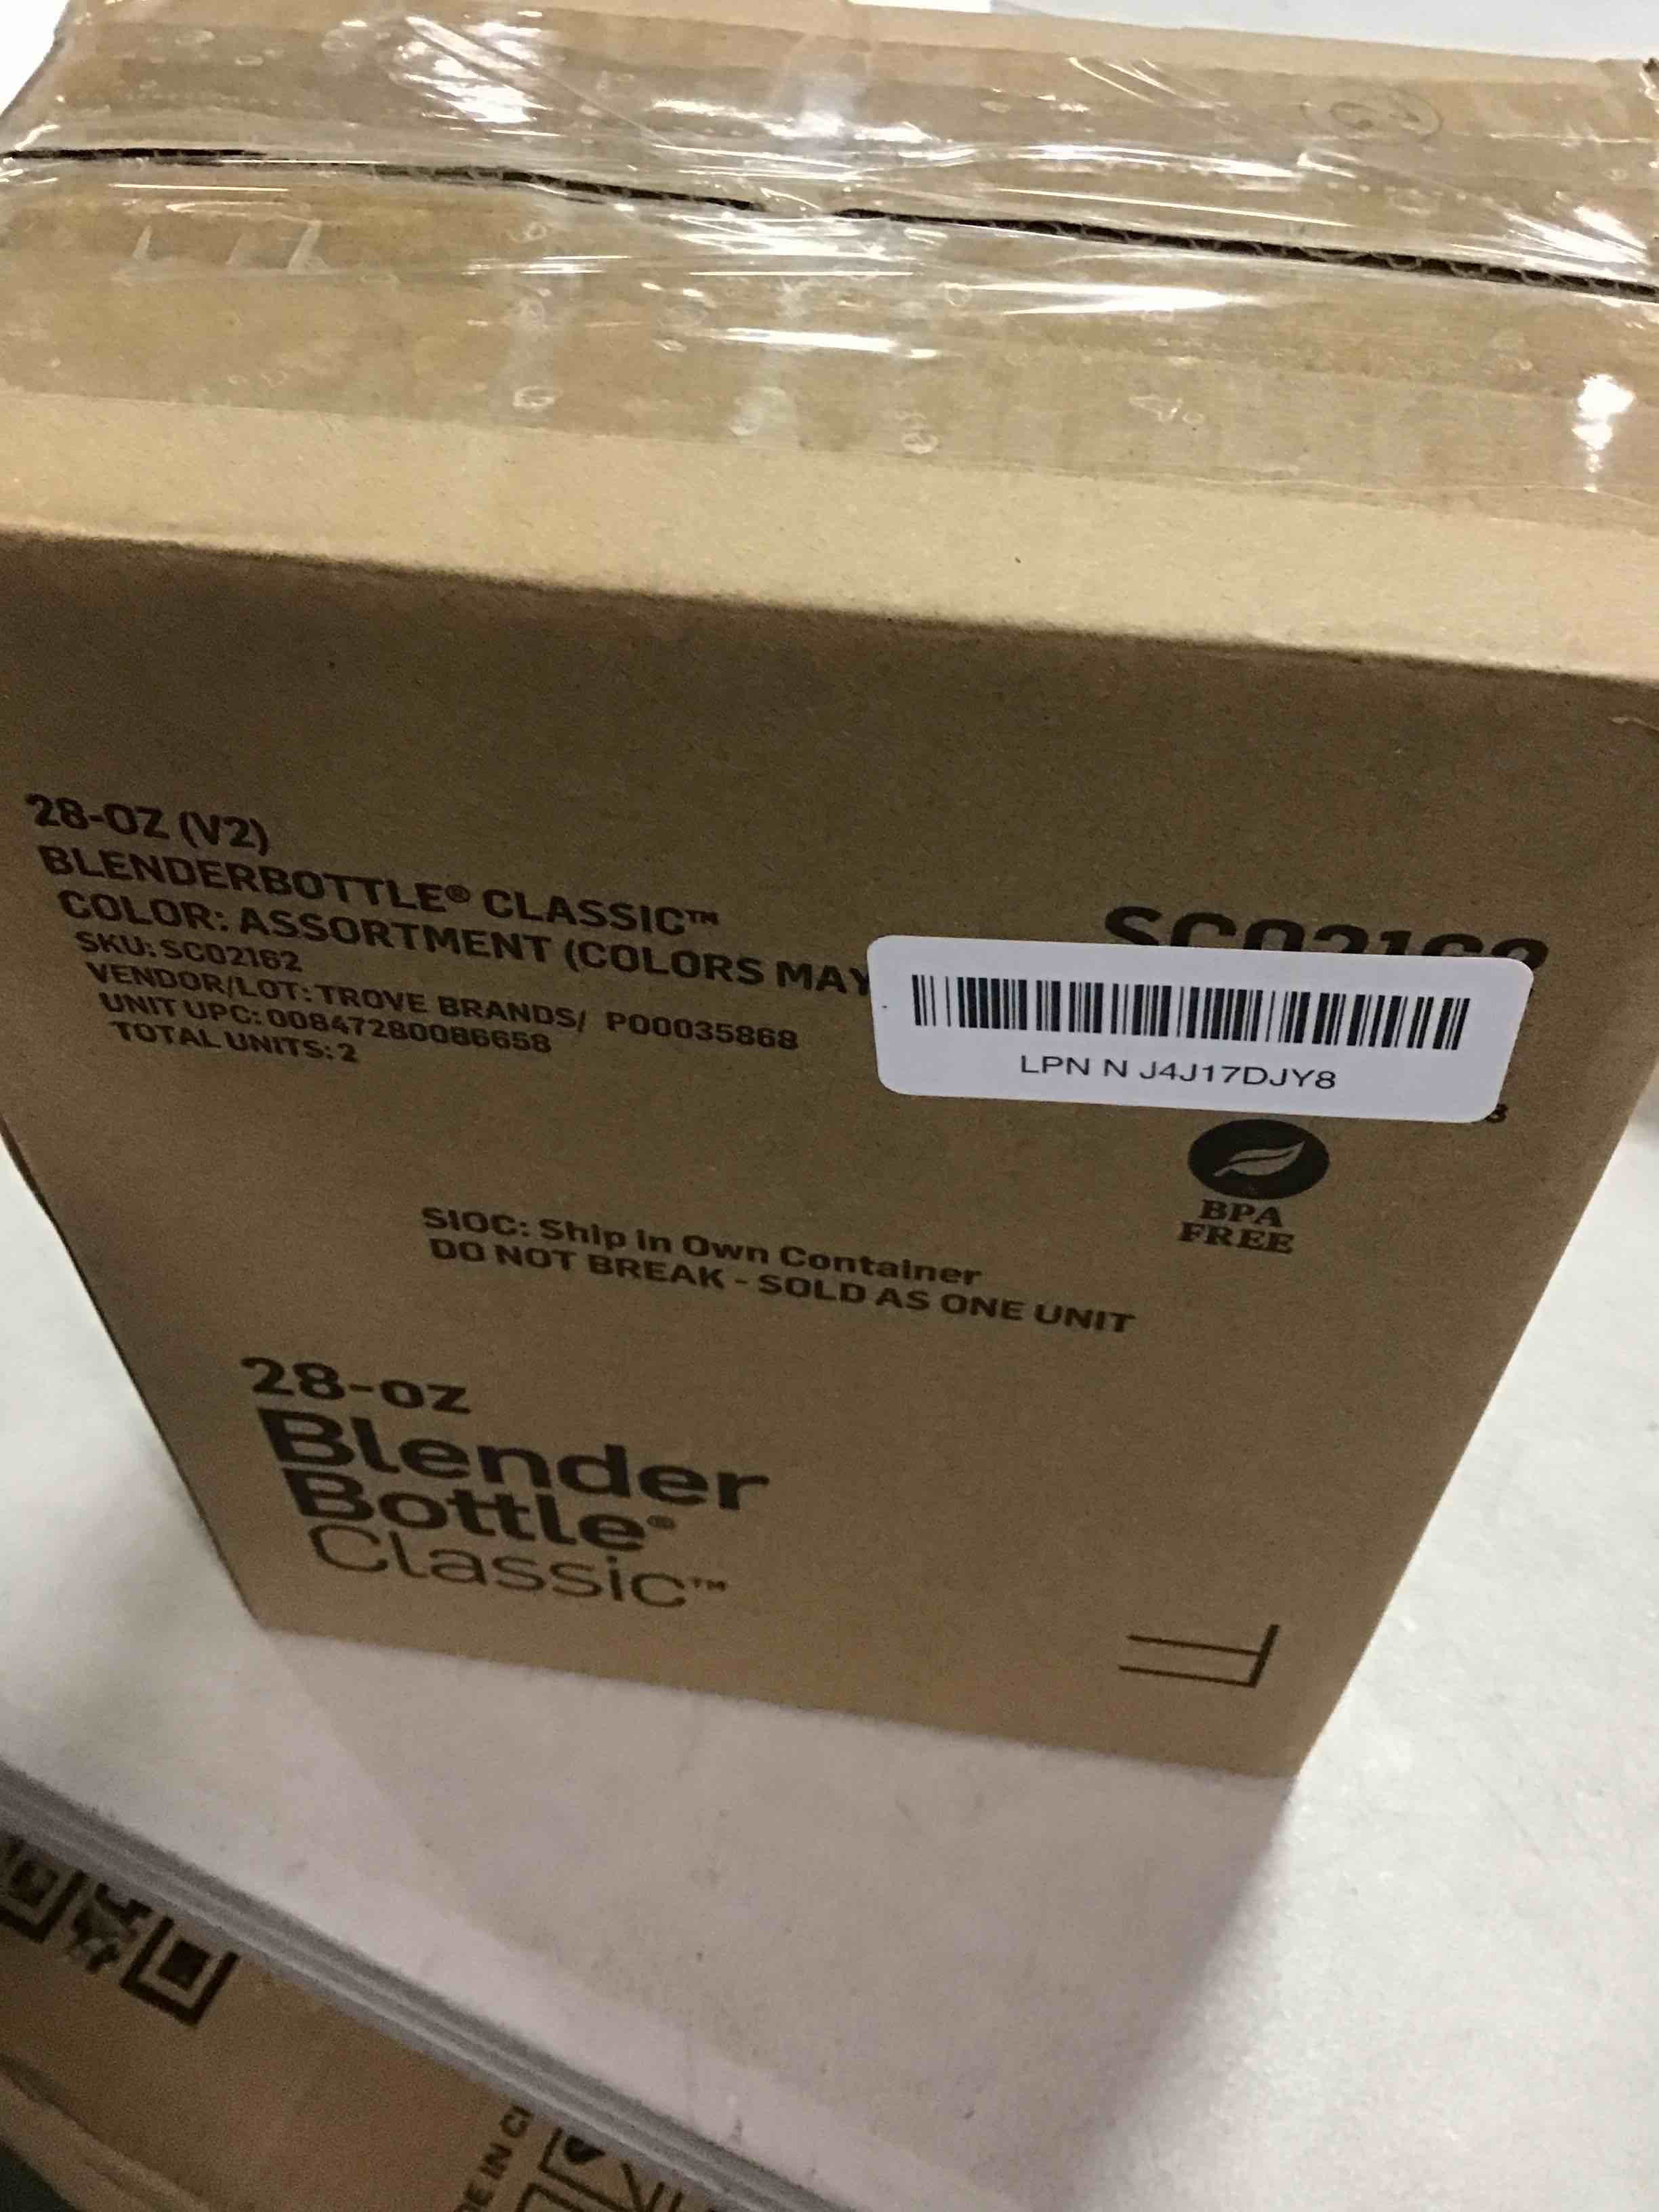 28-OZ (V2)
BLENDERBOTTLE® CLASSIC™
COLOR: ASSORTMENT (COLORS MAY
SKU: SC02162
VENDOR/LOT: TROVE BRANDS/ P00035868
UNIT UPC: 00847280086658
TOTAL UNITS: 2
SC02162
LPN N J4J17DJY8
BPA
FREE
SIOC: Ship In Own Container
DO NOT BREAK - SOLD AS ONE UNIT
28-oz
Blender
Bottle®
Classic™